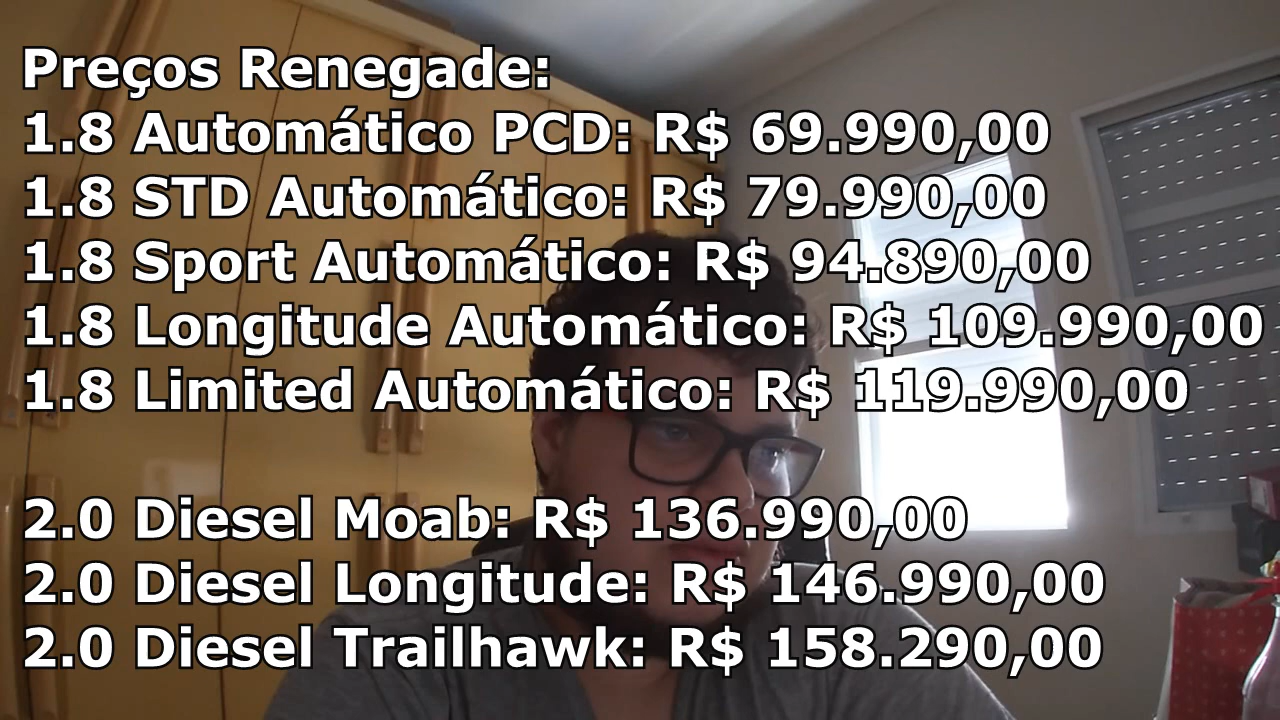 Preços Renegade:
1.8 Automático PCD: R$ 69.990,00
1.8 STD Automático: R$ 79.990,00
1.8 Sport Automático: R$ 94.890,00
1.8 Longitude Automático: R$ 109.990,00
1.8 Limited Automático: R$ 119.990,00
2.0 Diesel Moab: R$ 136.990,00
2.0 Diesel Longitude: R$ 146.990,00
2.0 Diesel Trailhawk: R$ 158.290,00